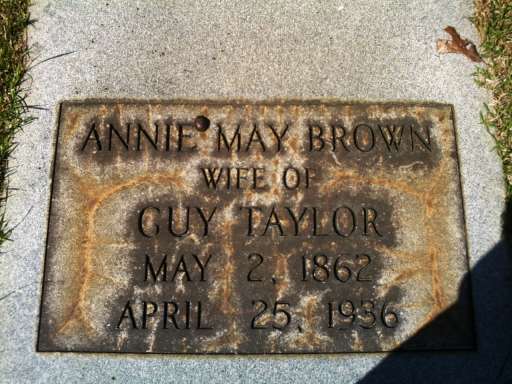 ANNIE MAY BROWN
WIFE OF
GUY TAYLOR
MAY 2, 1862
APRIL 25, 1936